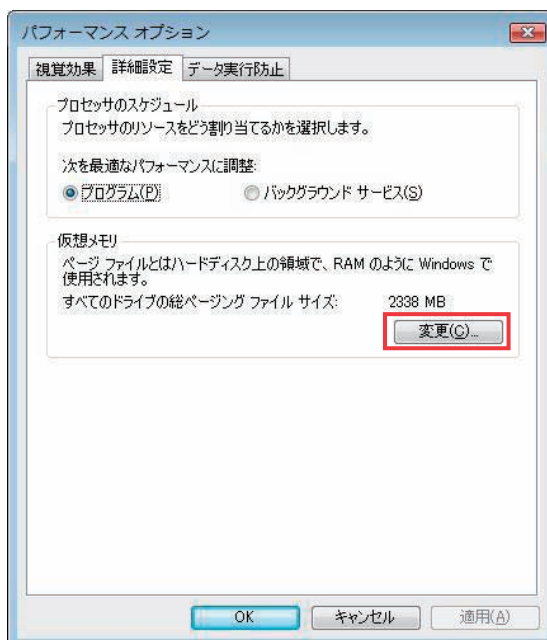 パフォーマンス オプション
視覚効果 詳細設定 データ実行防止
プロセッサのスケジュール
プロセッサのリソースをどう割り当てるかを選択します。
次を最適なパフォーマンスに調整:
プログラム(P) バックグラウンド サービス(S)
仮想メモリ
ページ ファイルとはハードディスク上の領域で、RAM のように Windows で
使用されます。
すべてのドライブの総ページング ファイル サイズ: 2338 MB
変更(C)...
OK キャンセル 適用(A)